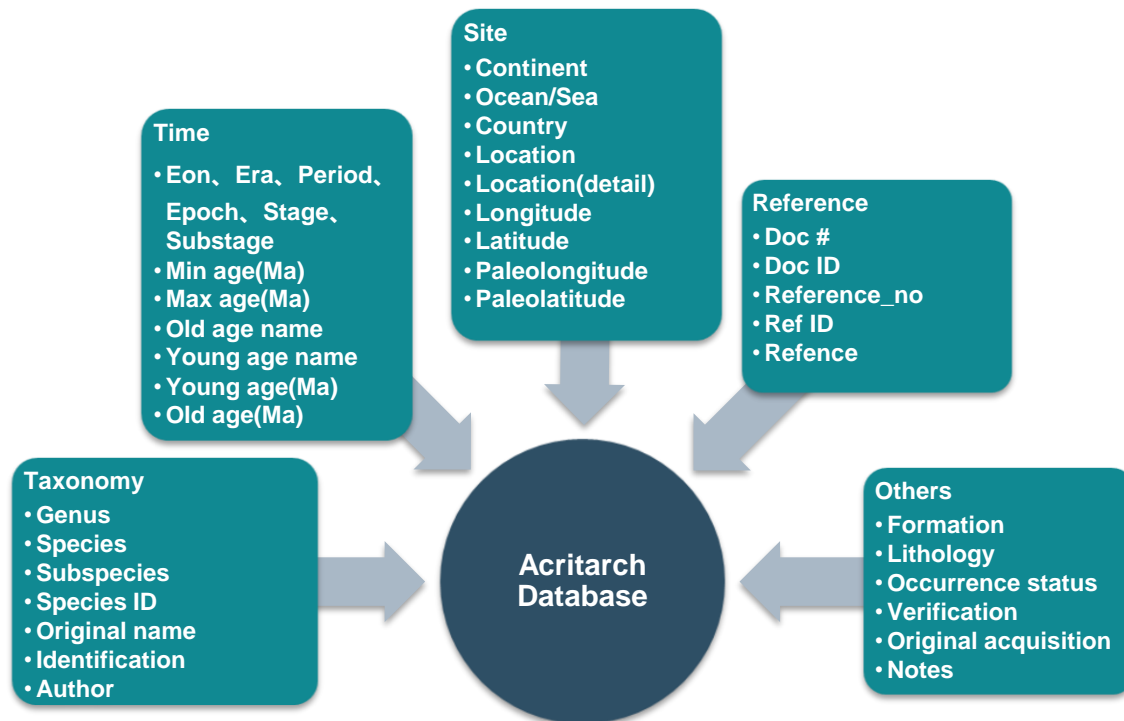 Site
• Continent
• Ocean/Sea
• Country
• Location
• Location(detail)
• Longitude
• Latitude
• Paleolongitude
• Paleolatitude
Time
• Eon、Era、Period、
Epoch、Stage、
Substage
• Min age(Ma)
• Max age(Ma)
• Old age name
• Young age name
• Young age(Ma)
• Old age(Ma)
Reference
• Doc #
• Doc ID
• Reference_no
• Ref ID
• Refence
Taxonomy
• Genus
• Species
• Subspecies
• Species ID
• Original name
• Identification
• Author
Acritarch
Database
Others
• Formation
• Lithology
• Occurrence status
• Verification
• Original acquisition
• Notes